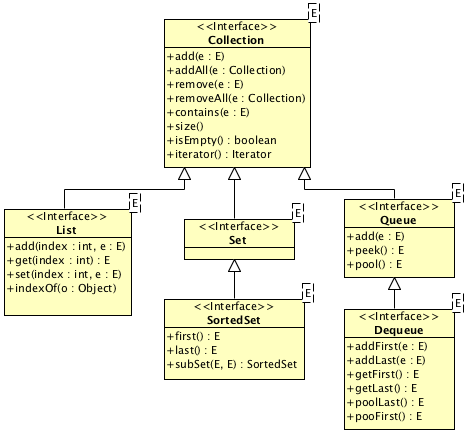 E
<<Interface>>
Collection
+add(e : E)
+addAll(e : Collection)
+remove(e : E)
+removeAll(e : Collection)
+contains(e : E)
+size()
+isEmpty() : boolean
+iterator() : Iterator
E
<<Interface>>
List
+add(index : int, e : E)
+get(index : int) : E
+set(index : int, e : E)
+indexOf(o : Object)
E
<<Interface>>
Set
E
<<Interface>>
Queue
+add(e : E)
+peek() : E
+pool() : E
E
<<Interface>>
SortedSet
+first() : E
+last() : E
+subSet(E, E) : SortedSet
E
<<Interface>>
Dequeue
+addFirst(e : E)
+addLast(e : E)
+getFirst() : E
+getLast() : E
+poolLast() : E
+pooFirst() : E